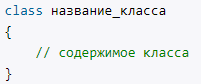 class название_класса
{
    // содержимое класса
}